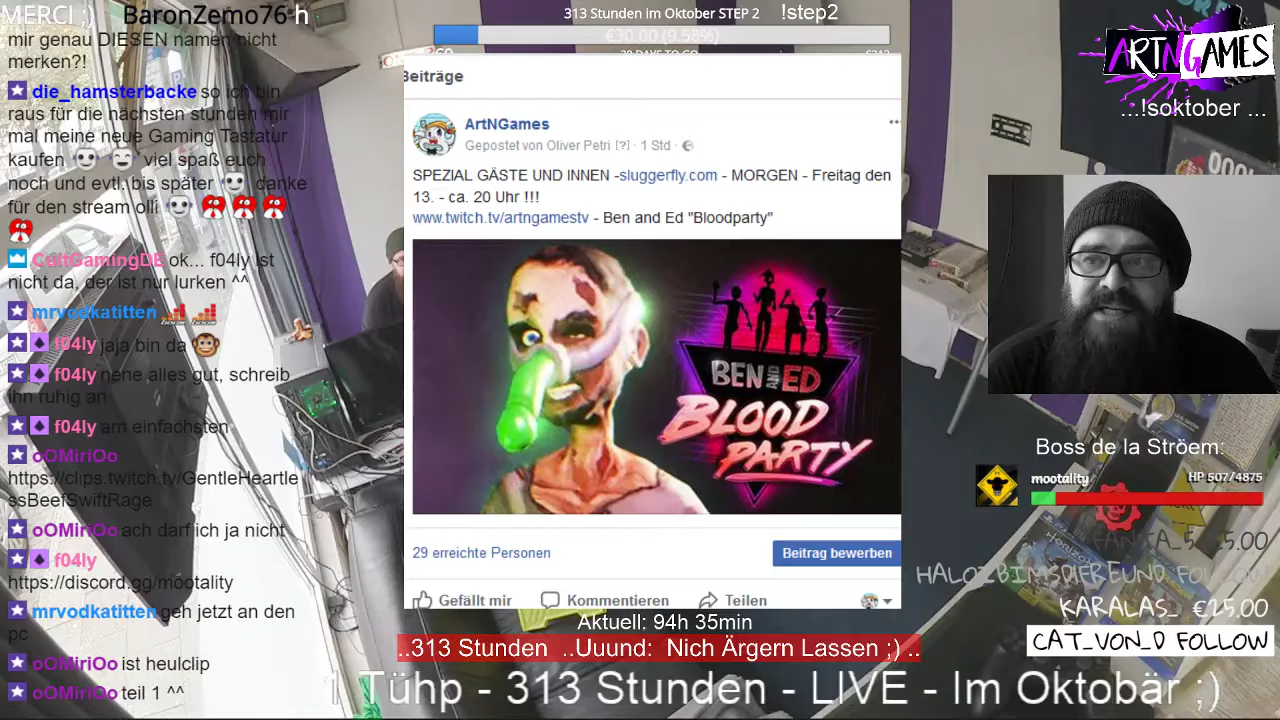 MERCI ;) BaronZemo76 h
mir genau DIESEN namen nicht
merken?!
die_hamsterbacke so ich bin
raus für die nächsten stunden mir
mal meine neue Gaming Tastatur
kaufen viel spaß euch
noch und evtl. bis später danke
für den stream olli
CultGamingDE ok... f04ly ist
nicht da, der ist nur lurken ^^
mrvodkatitten
f04ly jaja bin da
f04ly nene alles gut, schreib
ihn ruhig an
f04ly am einfachsten
oOMiriOo
https://clips.twitch.tv/GentleHeartle
ssBeefSwiftRage
oOMiriOo ach darf ich ja nicht
f04ly
https://discord.gg/mootality
mrvodkatitten geh jetzt an den
pc
oOMiriOo ist heulclip
oOMiriOo teil 1 ^^
313 Stunden im Oktober STEP 2 !step2
€30.00 (9.58%)
Beiträge
ArtNGames
Gepostet von Oliver Petri [?] · 1 Std ·
SPEZIAL GÄSTE UND INNEN -sluggerfly.com - MORGEN - Freitag den
13. - ca. 20 Uhr !!!
www.twitch.tv/artngamestv - Ben and Ed "Bloodparty"
BEN AND ED
BLOOD
PARTY
29 erreichte Personen
Beitrag bewerben
Gefällt mir Kommentieren Teilen
Aktuell: 94h 35min
..313 Stunden ..Uuund: Nich Ärgern Lassen ;) ..
1 Tühp - 313 Stunden - LIVE - Im Oktobär ;)
ARTNGAMES
...!soktober ...
Boss de la Ströem:
mootality HP 507/4875
KARALAS_ €25.00
CAT_VON_D FOLLOW